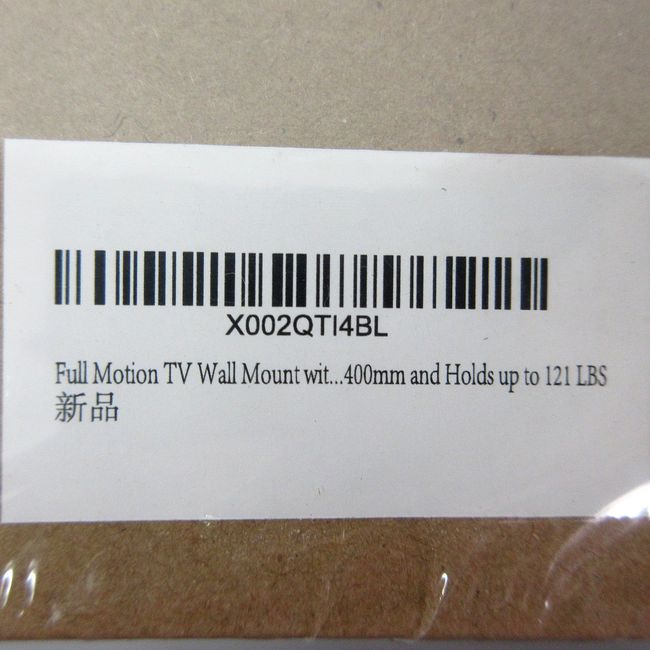 X002QTI4BL
Full Motion TV Wall Mount wit...400mm and Holds up to 121 LBS
新品